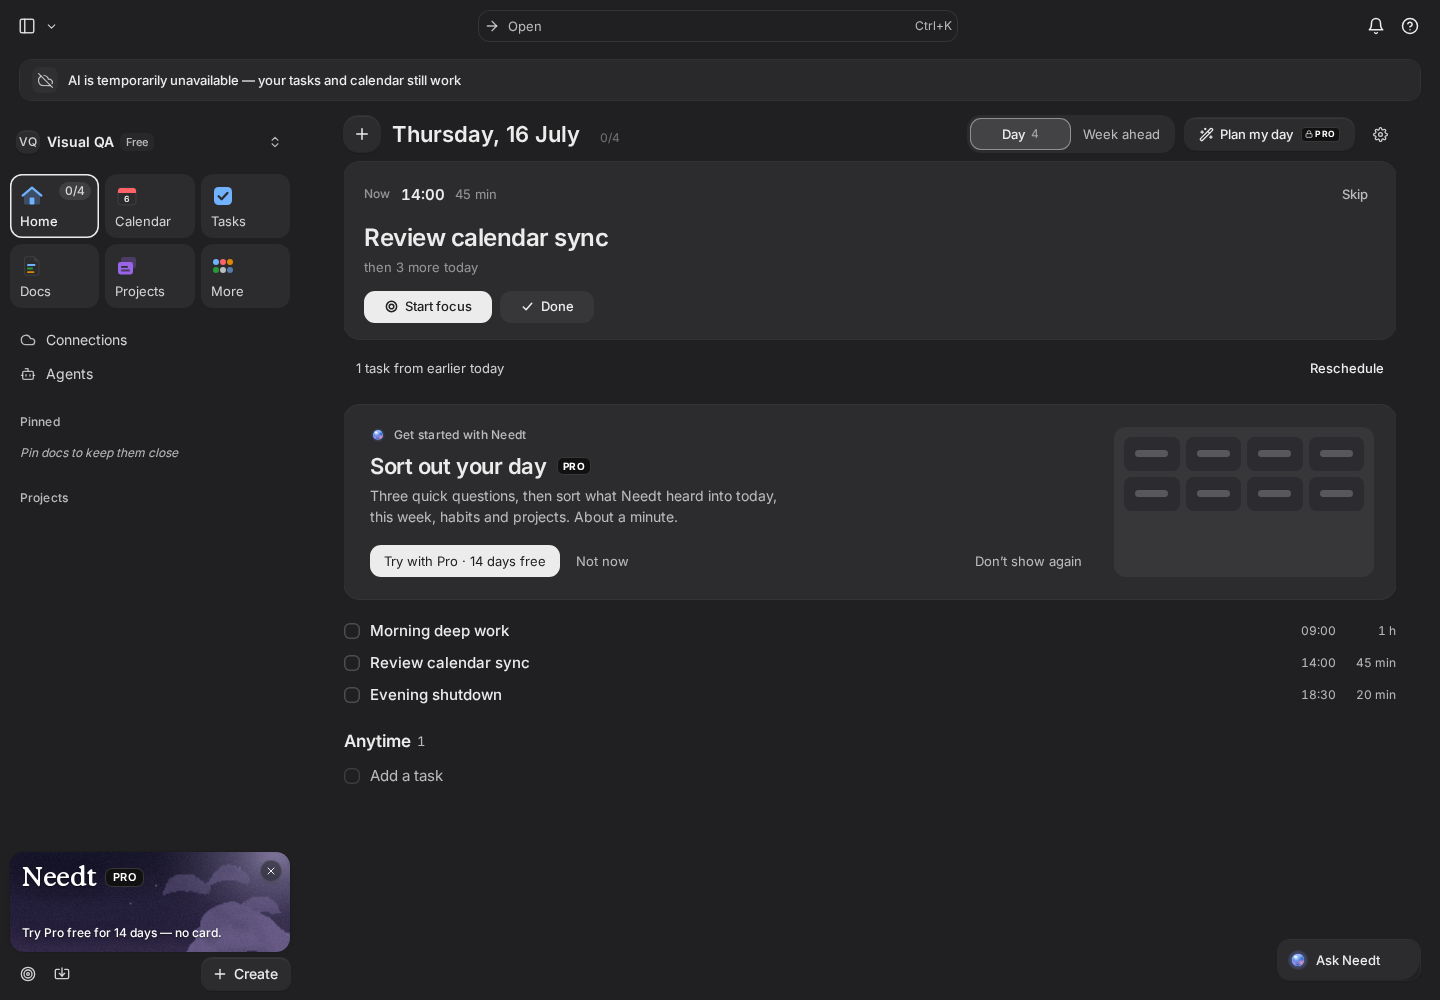 Open
Ctrl+K
AI is temporarily unavailable — your tasks and calendar still work
VQ Visual QA Free
Home 0/4
Calendar 6
Tasks
Docs
Projects
More
Connections
Agents
Pinned
Pin docs to keep them close
Projects
Needt PRO
Try Pro free for 14 days — no card.
Create
Thursday, 16 July 0/4
Day 4 Week ahead
Plan my day PRO
Now 14:00 45 min
Skip
Review calendar sync
then 3 more today
Start focus Done
1 task from earlier today
Reschedule
Get started with Needt
Sort out your day PRO
Three quick questions, then sort what Needt heard into today,
this week, habits and projects. About a minute.
Try with Pro · 14 days free Not now Don’t show again
Morning deep work 09:00 1 h
Review calendar sync 14:00 45 min
Evening shutdown 18:30 20 min
Anytime 1
Add a task
Ask Needt